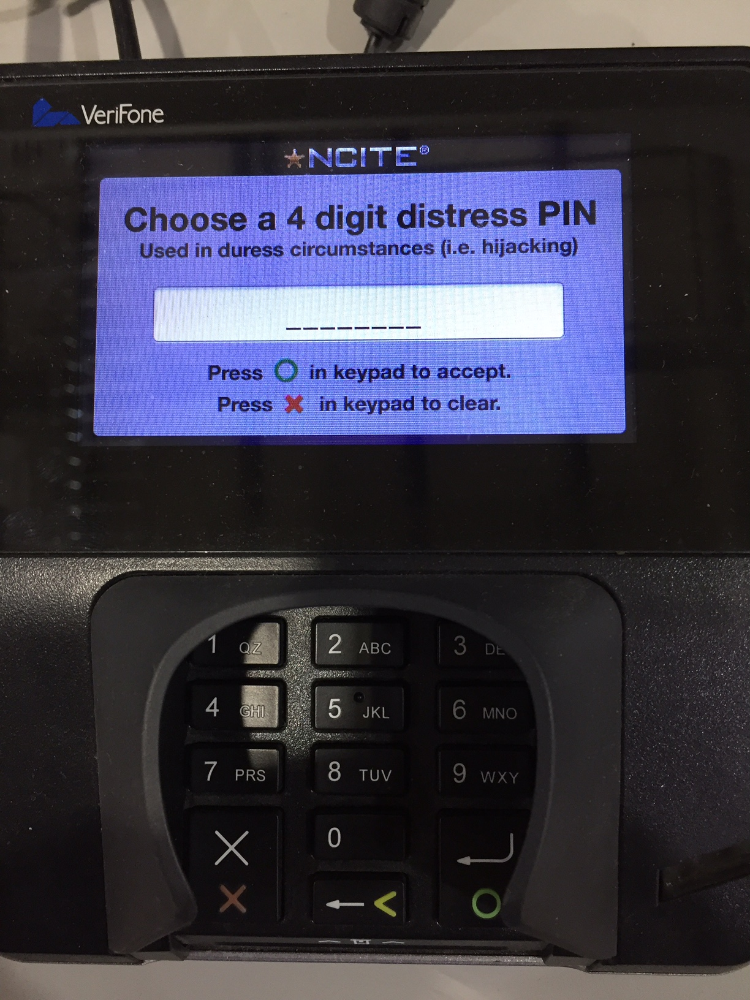 VeriFone
NCITE®
Choose a 4 digit distress PIN
Used in duress circumstances (i.e. hijacking)
________
Press O in keypad to accept.
Press X in keypad to clear.
1 QZ 2 ABC 3 DE
4 GHI 5 JKL 6 MNO
7 PRS 8 TUV 9 WXY
0